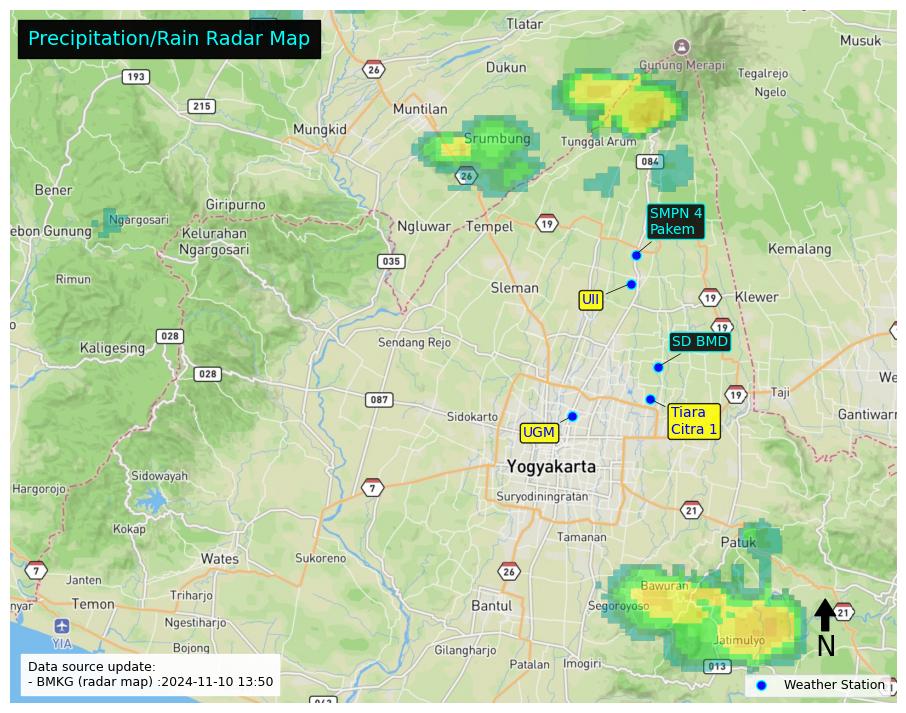 Precipitation/Rain Radar Map
Tlatar
Musuk
193
26
Dukun
Gunung Merapi
Tegalrejo
Ngelo
215
Muntilan
Mungkid
Srumbung
Tunggal Arum
084
26
Bener
Giripurno
Ngargosari
ebon Gunung
Kelurahan
Ngargosari
Ngluwar
Tempel
19
SMPN 4
Pakem
Kemalang
035
Rimun
Sleman
UII
19
Klewer
19
028
Kaligesing
Sendang Rejo
SD BMD
028
087
We
19
Taji
Sidokarto
Tiara
Citra 1
Gantiwarn
UGM
Yogyakarta
Sidowayah
Hargorojo
7
Suryodiningratan
21
Kokap
Tamanan
Patuk
Wates
Sukoreno
7
26
Janten
Bawuran
Triharjo
nyar
Temon
Bantul
Segoroyoso
21
Ngestiharjo
YIA
Jatimulyo
N
Bojong
Gilangharjo
Patalan
Imogiri
013
Data source update:
- BMKG (radar map) :2024-11-10 13:50
Weather Station